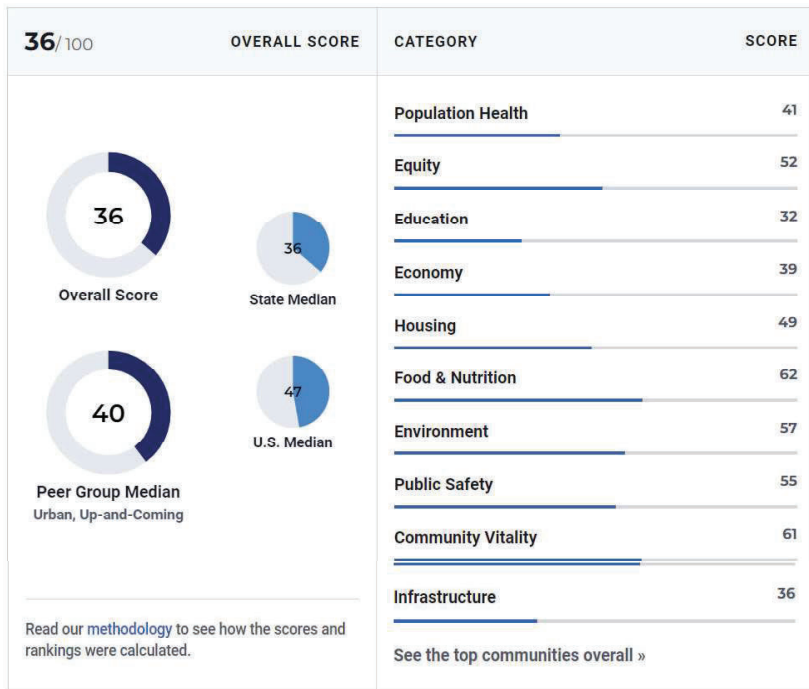 36/ 100 OVERALL SCORE
36
Overall Score
36
State Median
40
Peer Group Median
Urban, Up-and-Coming
47
U.S. Median
Read our methodology to see how the scores and
rankings were calculated.
CATEGORY SCORE
Population Health 41
Equity 52
Education 32
Economy 39
Housing 49
Food & Nutrition 62
Environment 57
Public Safety 55
Community Vitality 61
Infrastructure 36
See the top communities overall »